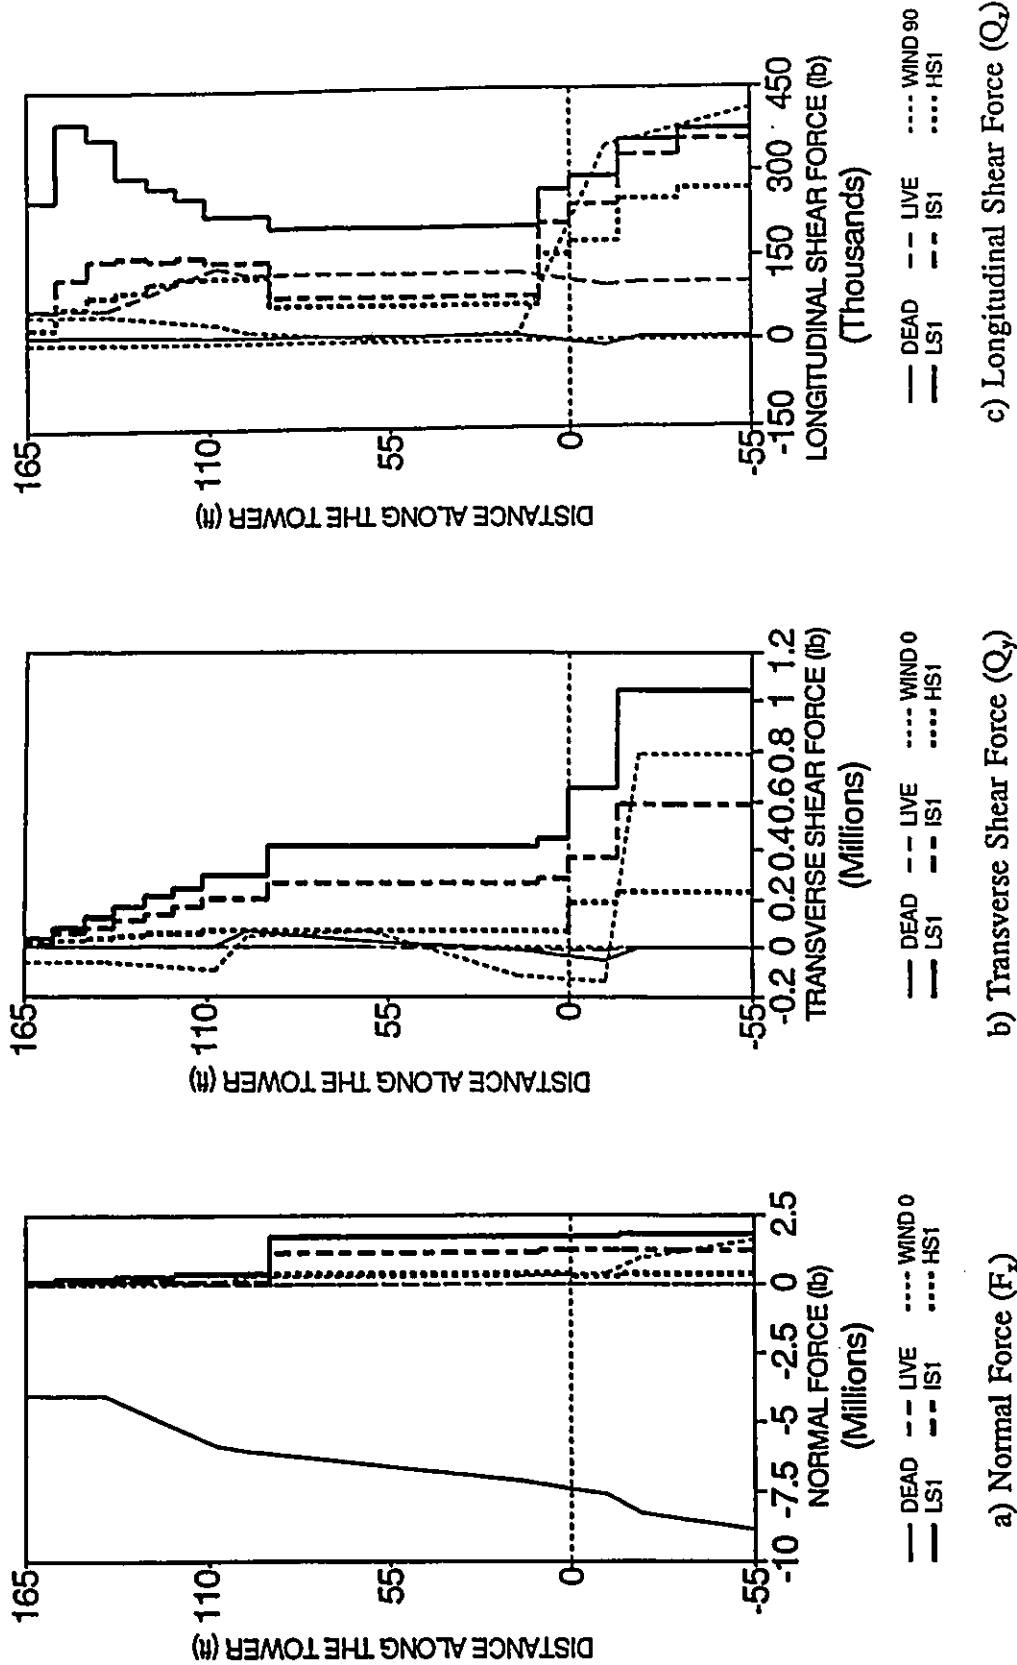 165
110
55
0
-55
DISTANCE ALONG THE TOWER (ft)
-10 -7.5 -5 -2.5 0 2.5
NORMAL FORCE (lb)
(Millions)
DEAD LIVE WIND 0
LS1 IS1 HS1
a) Normal Force (Fx)
165
110
55
0
-55
DISTANCE ALONG THE TOWER (ft)
-0.2 0 0.2 0.4 0.6 0.8 1 1.2
TRANSVERSE SHEAR FORCE (lb)
(Millions)
DEAD LIVE WIND 0
LS1 IS1 HS1
b) Transverse Shear Force (Qy)
165
110
55
0
-55
DISTANCE ALONG THE TOWER (ft)
-150 0 150 300 450
LONGITUDINAL SHEAR FORCE (lb)
(Thousands)
DEAD LIVE WIND 90
LS1 IS1 HS1
c) Longitudinal Shear Force (Qz)